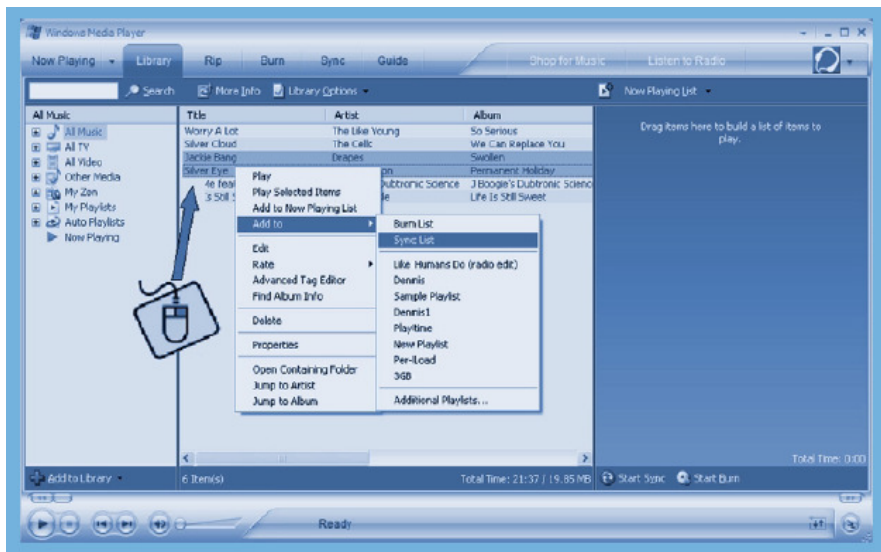 Windows Media Player
Now Playing Library Rip Burn Sync Guide Shop for Music Listen to Radio
Search More Info Library Options Now Playing List
All Music
All Music
All TV
All Video
Other Media
My Zen
My Playlists
Auto Playlists
Now Playing
Title Artist Album
Worry A Lot The Like Young So Serious
Silver Cloud The Cells We Can Replace You
Jackie Bang Drapes Swollen
Silver Eye on Permanent Holiday
Me feat Dubtronic Science J Boogie's Dubtronic Scienc
's Still Life Is Still Sweet
Play
Play Selected Items
Add to Now Playing List
Add to
Edit
Rate
Advanced Tag Editor
Find Album Info
Delete
Properties
Open Containing Folder
Jump to Artist
Jump to Album
Burn List
Sync List
Like Humans Do (radio edit)
Dennis
Sample Playlist
Dennis1
Playtime
New Playlist
Per-Load
3GB
Additional Playlists...
Drag items here to build a list of items to
play.
Total Time: 0:00
Add to Library 6 Item(s) Total Time: 21:37 / 19.85 MB Start Sync Start Burn
Ready